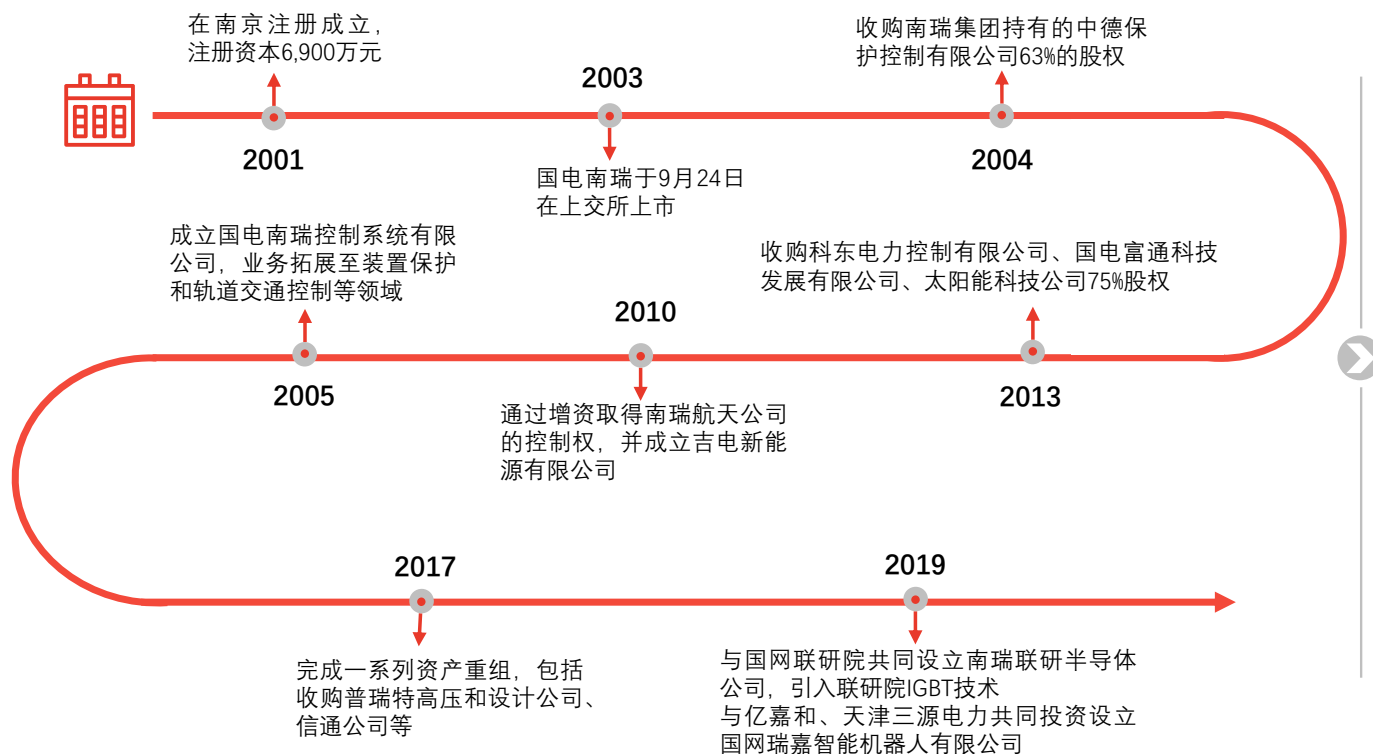 在南京注册成立，
注册资本6,900万元
2001
2003
国电南瑞于9月24日
在上交所上市
收购南瑞集团持有的中德保
护控制有限公司63%的股权
2004
成立国电南瑞控制系统有限
公司，业务拓展至装置保护
和轨道交通控制等领域
2005
2010
通过增资取得南瑞航天公司
的控制权，并成立吉电新能
源有限公司
收购科东电力控制有限公司、国电富通科技
发展有限公司、太阳能科技公司75%股权
2013
2017
完成一系列资产重组，包括
收购普瑞特高压和设计公司、
信通公司等
2019
与国网联研院共同设立南瑞联研半导体
公司，引入联研院IGBT技术
与亿嘉和、天津三源电力共同投资设立
国网瑞嘉智能机器人有限公司